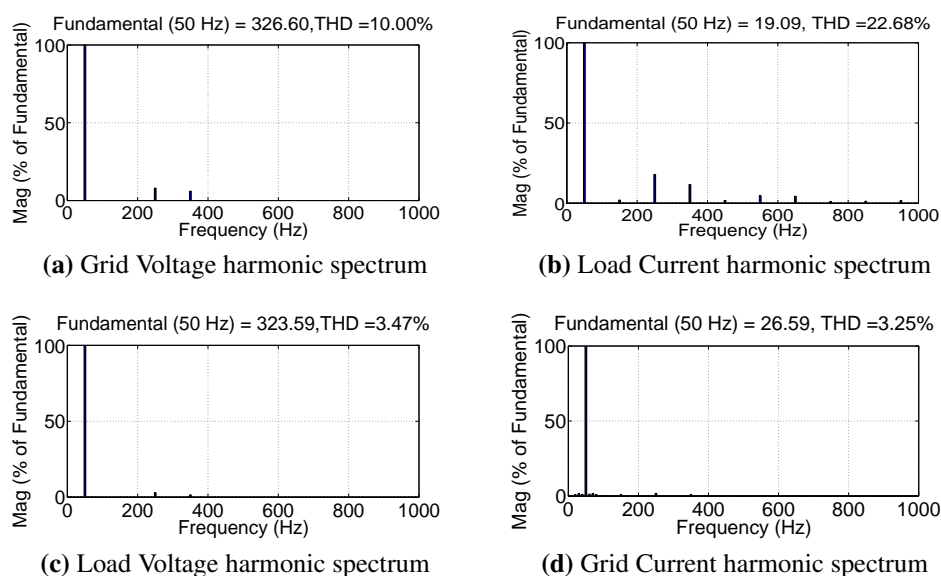 Fundamental (50 Hz) = 326.60,THD =10.00%
Mag (% of Fundamental)
100
50
0
0 200 400 600 800 1000
Frequency (Hz)
(a) Grid Voltage harmonic spectrum
Fundamental (50 Hz) = 19.09, THD =22.68%
Mag (% of Fundamental)
100
50
0
0 200 400 600 800 1000
Frequency (Hz)
(b) Load Current harmonic spectrum
Fundamental (50 Hz) = 323.59,THD =3.47%
Mag (% of Fundamental)
100
50
0
0 200 400 600 800 1000
Frequency (Hz)
(c) Load Voltage harmonic spectrum
Fundamental (50 Hz) = 26.59, THD =3.25%
Mag (% of Fundamental)
100
50
0
0 200 400 600 800 1000
Frequency (Hz)
(d) Grid Current harmonic spectrum